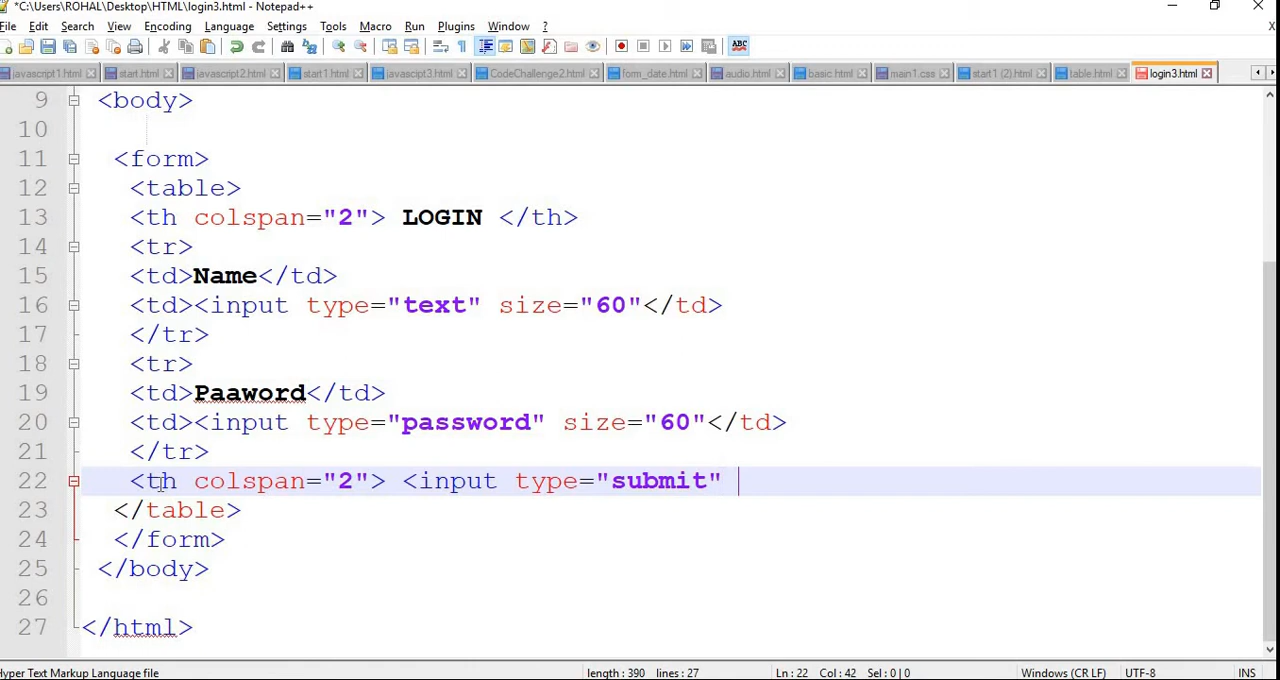 *C:\Users\ROHAL\Desktop\HTML\login3.html - Notepad++
File Edit Search View Encoding Language Settings Tools Macro Run Plugins Window ?
javascript1.html start.html javascript2.html start1.html javascipt3.html CodeChallenge2.html form_date.html audio.html basic html main1.css start1 (2).html table.html login3.html
9 <body>
10
11 <form>
12 <table>
13 <th colspan="2"> LOGIN </th>
14 <tr>
15 <td>Name</td>
16 <td><input type="text" size="60"</td>
17 </tr>
18 <tr>
19 <td>Paaword</td>
20 <td><input type="password" size="60"</td>
21 </tr>
22 <th colspan="2"> <input type="submit"
23 </table>
24 </form>
25 </body>
26
27 </html>
Hyper Text Markup Language file length : 390 lines : 27 Ln : 22 Col : 42 Sel : 0 | 0 Windows (CR LF) UTF-8 INS